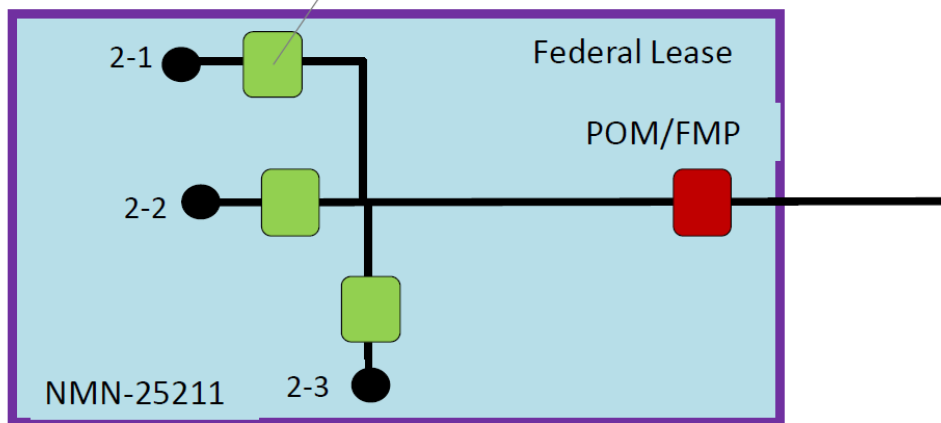 2-1
Federal Lease
POM/FMP
2-2
2-3
NMN-25211